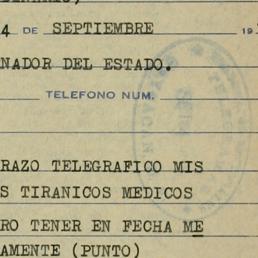 4 DE SEPTIEMBRE 19
NADOR DEL ESTADO.
TELEFONO NUM.
RAZO TELEGRAFICO MIS
S TIRANICOS MEDICOS
RO TENER EN FECHA ME
AMENTE (PUNTO)